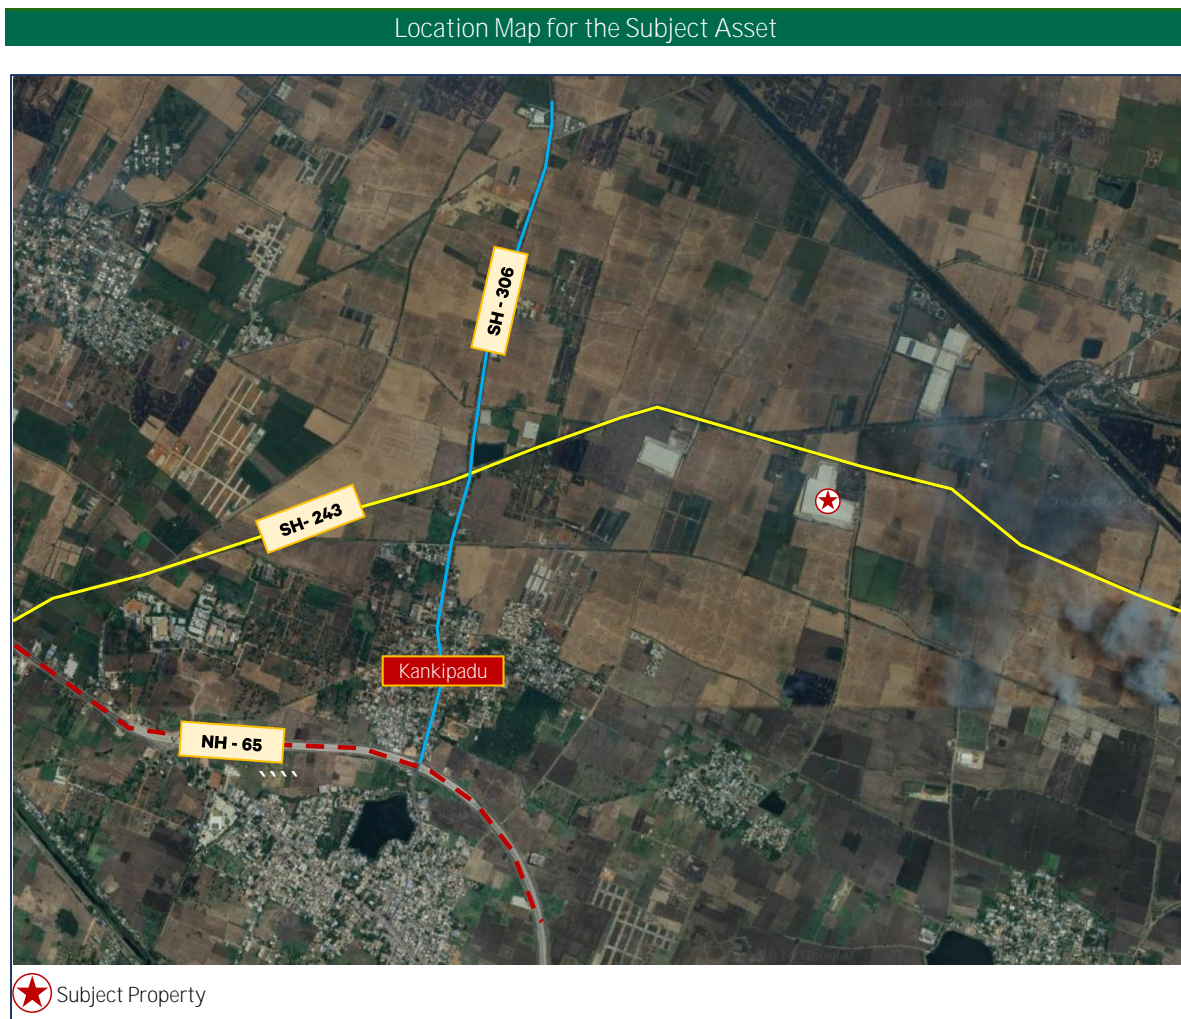 Location Map for the Subject Asset
SH - 306
SH- 243
Kankipadu
NH - 65
Subject Property